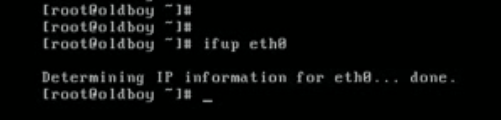 [root@oldboy ~]#
[root@oldboy ~]#
[root@oldboy ~]# ifup eth0
Determining IP information for eth0... done.
[root@oldboy ~]# _